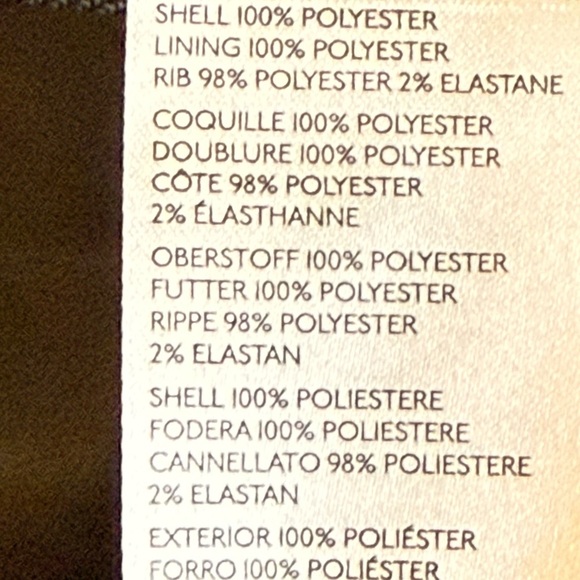 SHELL 100% POLYESTER
LINING 100% POLYESTER
RIB 98% POLYESTER 2% ELASTANE
COQUILLE 100% POLYESTER
DOUBLURE 100% POLYESTER
CÔTE 98% POLYESTER
2% ÉLASTHANNE
OBERSTOFF 100% POLYESTER
FUTTER 100% POLYESTER
RIPPE 98% POLYESTER
2% ELASTAN
SHELL 100% POLIESTERE
FODERA 100% POLIESTERE
CANNELLATO 98% POLIESTERE
2% ELASTAN
EXTERIOR 100% POLIÉSTER
FORRO 100% POLIÉSTER